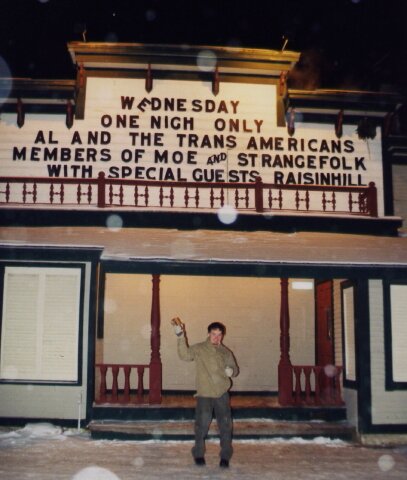 WEDNESDAY
ONE NIGH ONLY
AL AND THE TRANS AMERICANS
MEMBERS OF MOE AND STRANGEFOLK
WITH SPECIAL GUESTS RAISINHILL